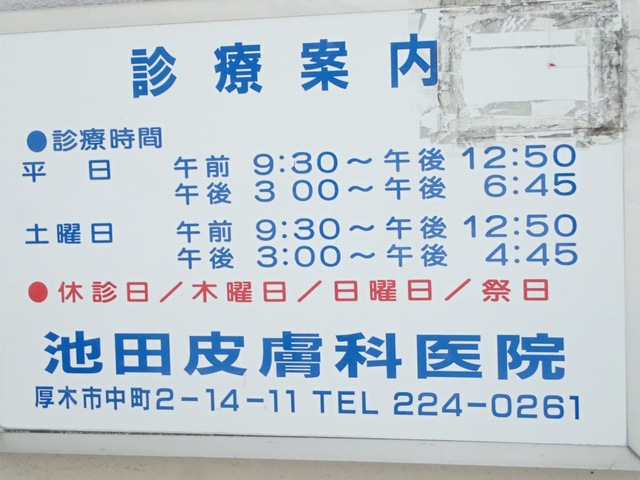 診療案内
●診療時間
平日 午前 9:30～午後 12:50
午後 3 00～午後 6:45
土曜日 午前 9:30～午後 12:50
午後 3:00～午後 4:45
●休診日／木曜日／日曜日／祭日
池田皮膚科医院
厚木市中町2-14-11 TEL 224-0261